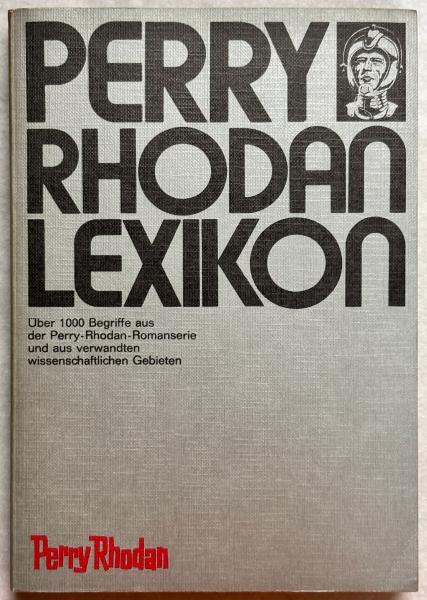 PERRY
RHODAN
LEXIKON
Über 1000 Begriffe aus
der Perry-Rhodan-Romanserie
und aus verwandten
wissenschaftlichen Gebieten
Perry Rhodan